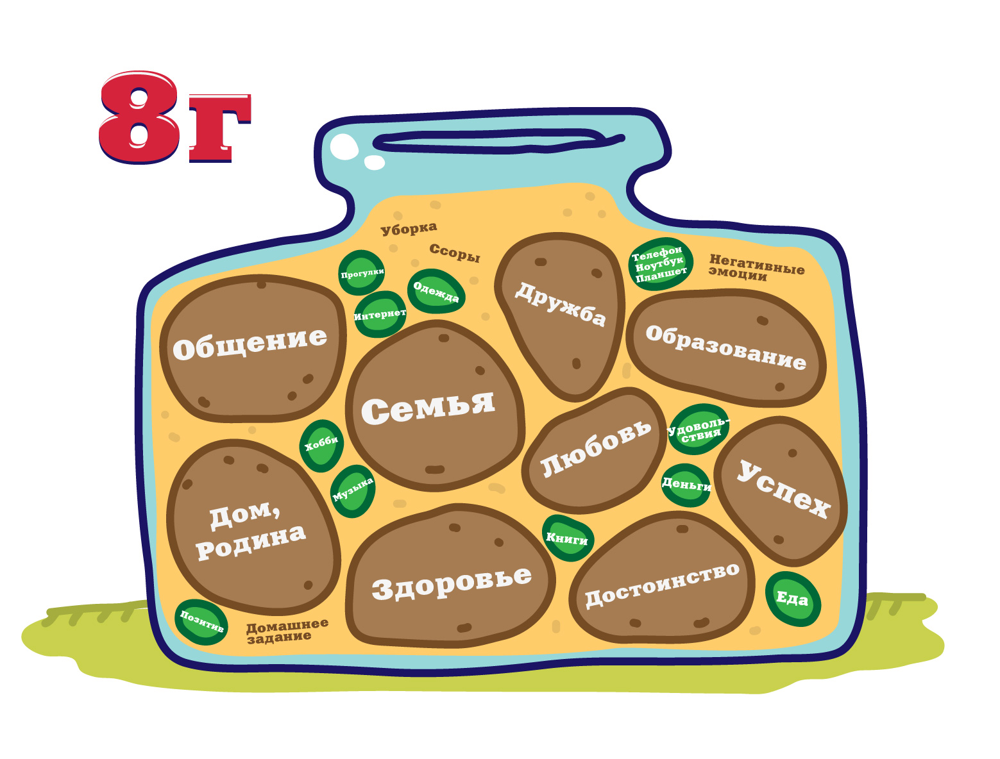 8г
Уборка
Ссоры
Прогулки
Одежда
Интернет
Телефон
Ноутбук
Планшет
Негативные
эмоции
Общение
Дружба
Образование
Семья
Хобби
Музыка
Любовь
Удоволь-
ствия
Деньги
Успех
Дом,
Родина
Книги
Здоровье
Достоинство
Еда
Позитив
Домашнее
задание